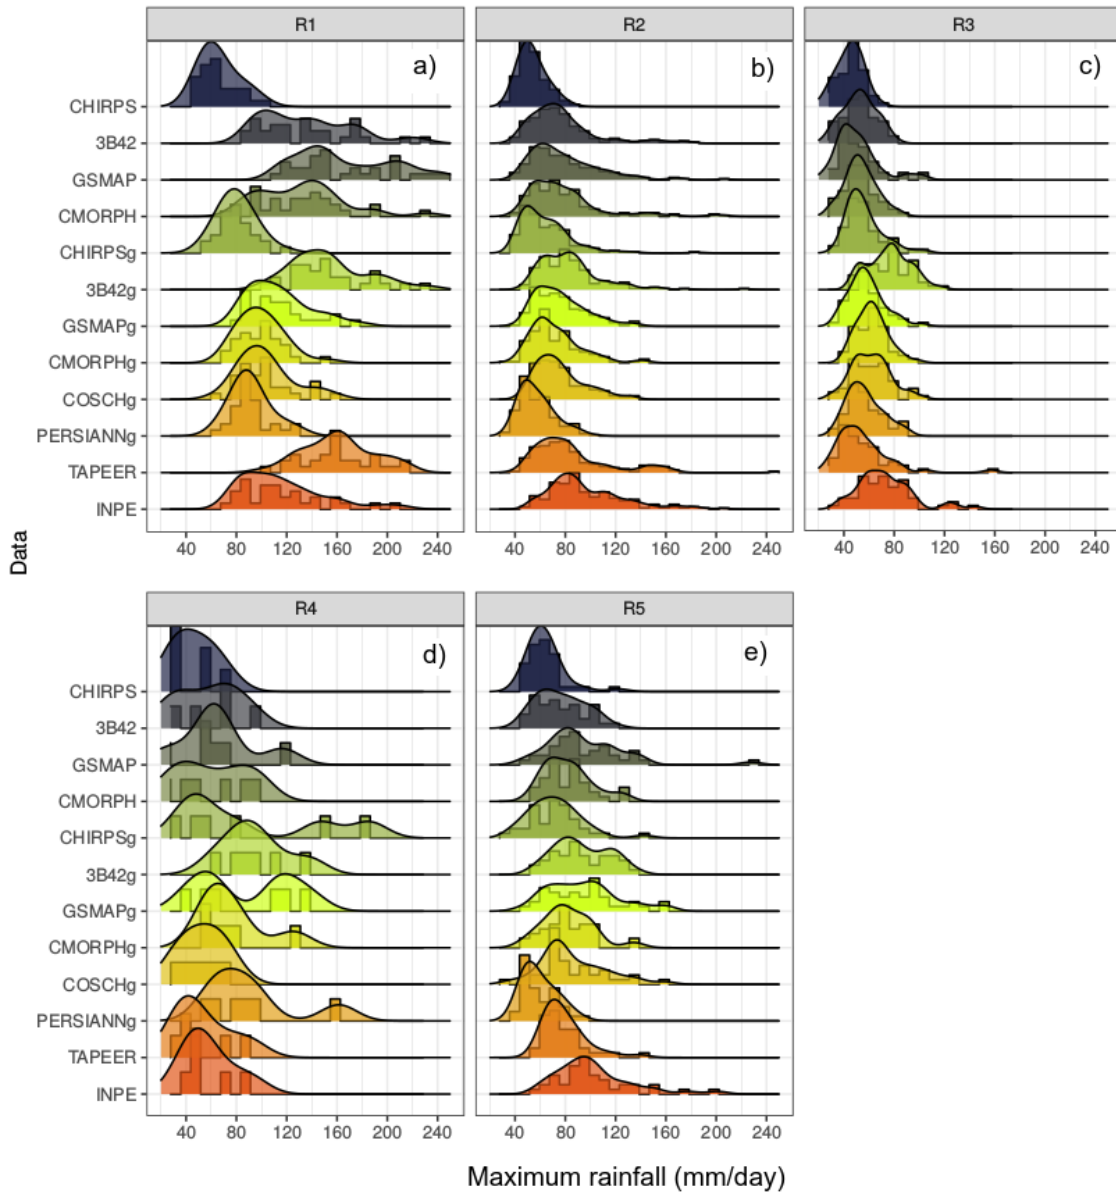 R1
R2
R3
a)
b)
c)
CHIRPS
3B42
GSMAP
CMORPH
CHIRPSg
3B42g
GSMAPg
CMORPHg
COSCHg
PERSIANNg
TAPEER
INPE
40 80 120 160 200 240
40 80 120 160 200 240
40 80 120 160 200 240
Data
R4
R5
d)
e)
CHIRPS
3B42
GSMAP
CMORPH
CHIRPSg
3B42g
GSMAPg
CMORPHg
COSCHg
PERSIANNg
TAPEER
INPE
40 80 120 160 200 240
40 80 120 160 200 240
Maximum rainfall (mm/day)